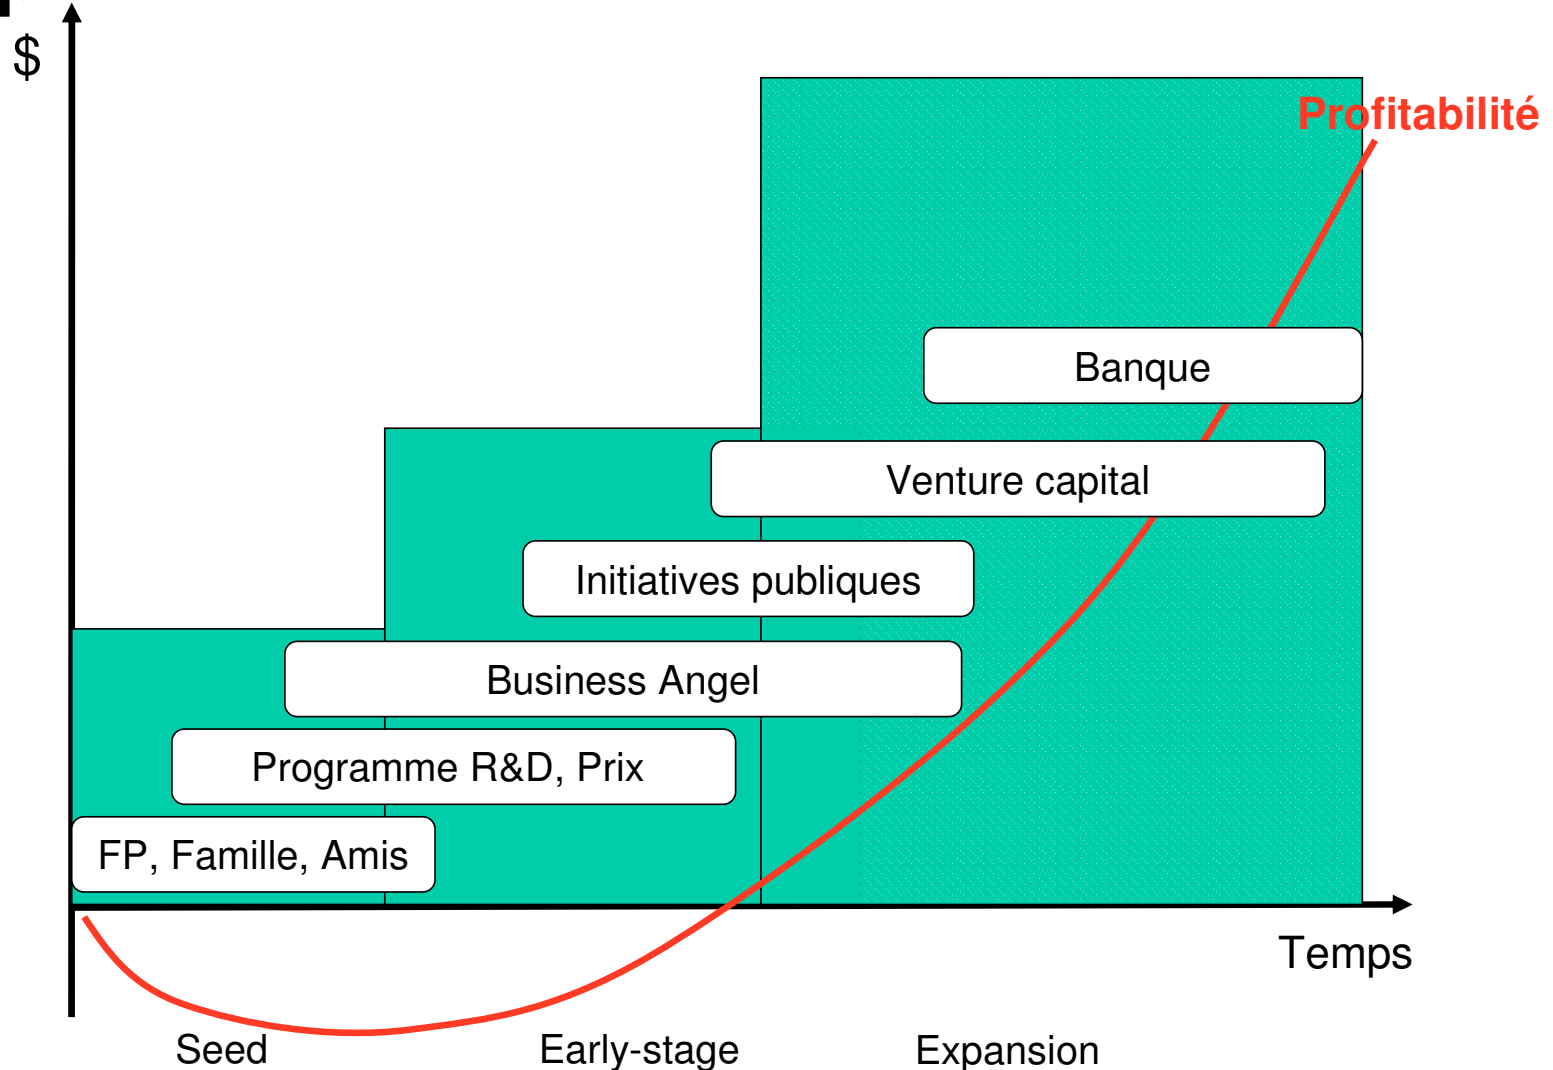 $
Profitabilité
Banque
Venture capital
Initiatives publiques
Business Angel
Programme R&D, Prix
FP, Famille, Amis
Temps
Seed
Early-stage
Expansion